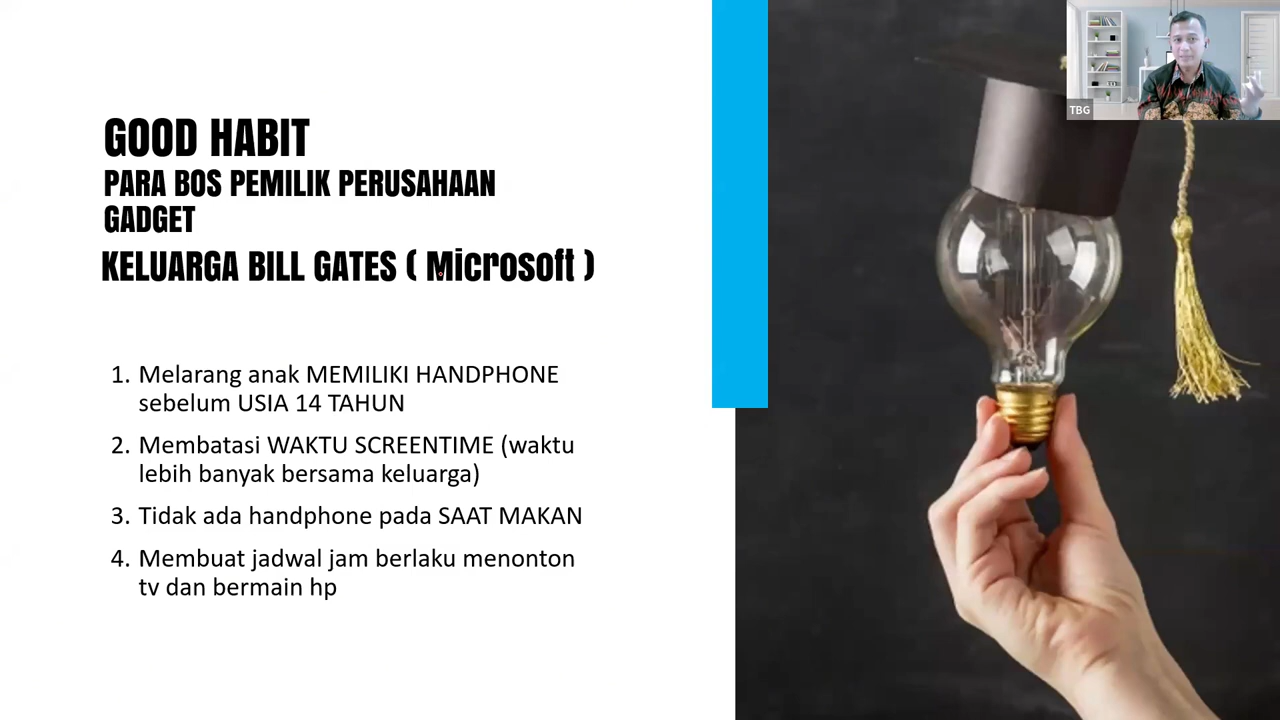 GOOD HABIT
PARA BOS PEMILIK PERUSAHAAN
GADGET
KELUARGA BILL GATES ( Microsoft )
1. Melarang anak MEMILIKI HANDPHONE
sebelum USIA 14 TAHUN
2. Membatasi WAKTU SCREENTIME (waktu
lebih banyak bersama keluarga)
3. Tidak ada handphone pada SAAT MAKAN
4. Membuat jadwal jam berlaku menonton
tv dan bermain hp
TBG